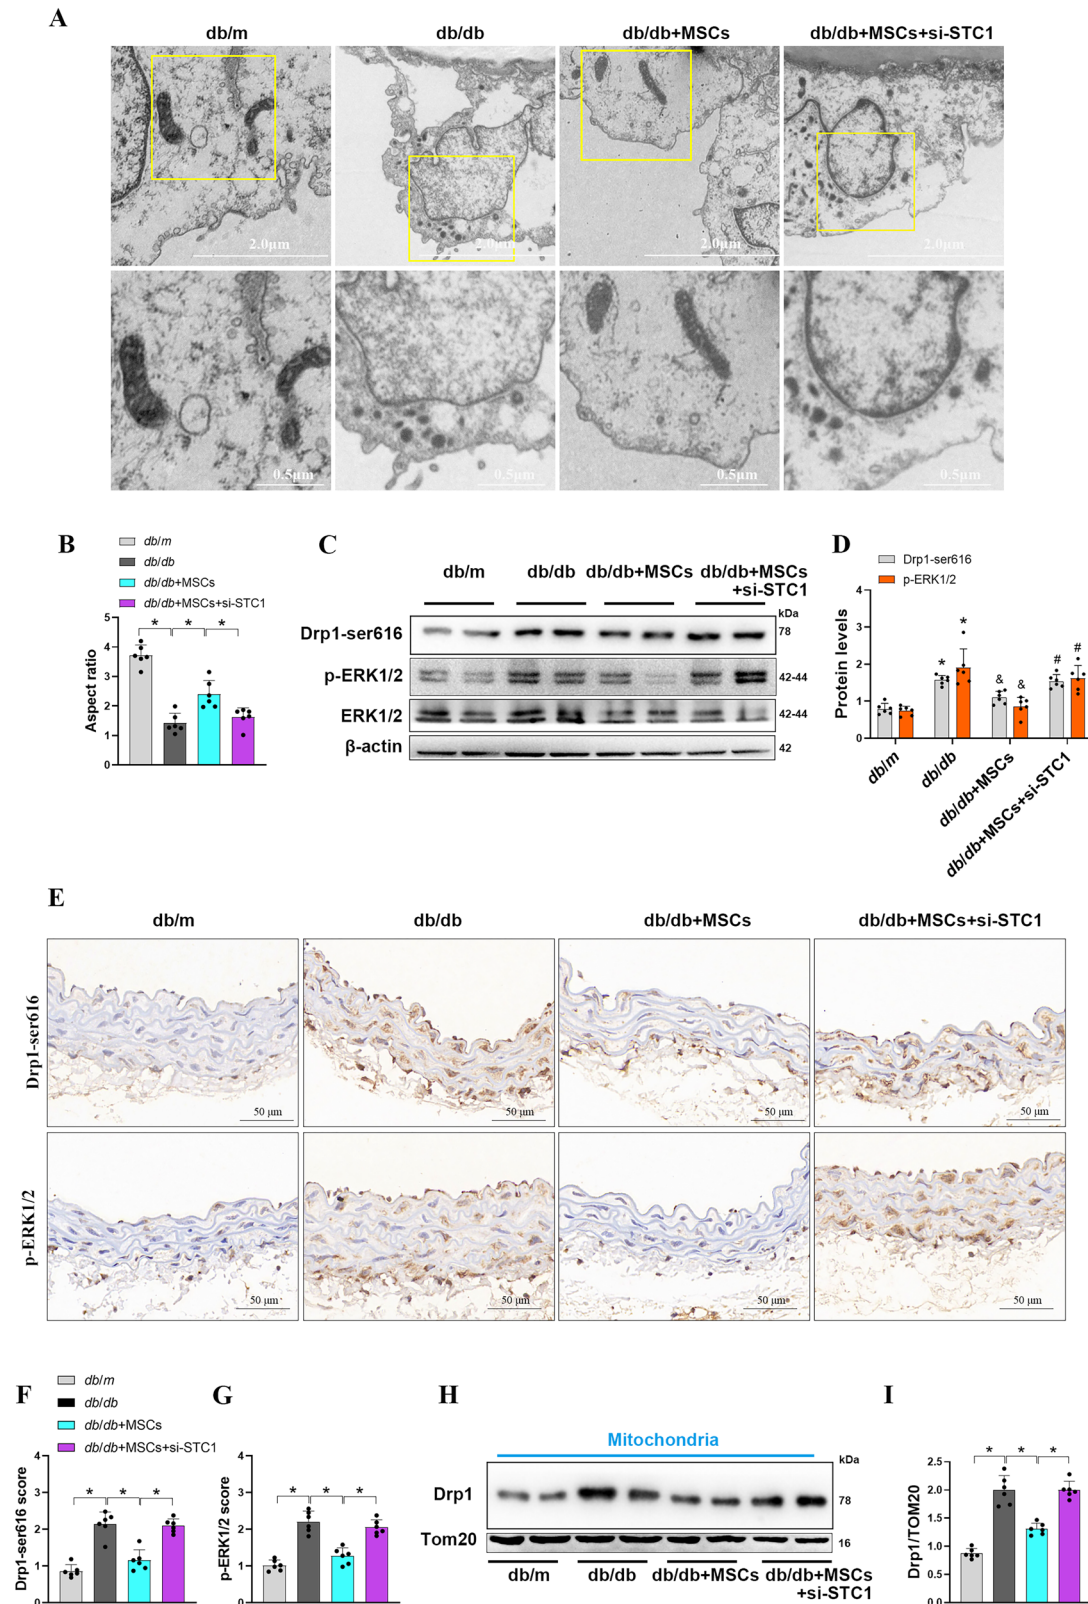 A
db/m
db/db
db/db+MSCs
db/db+MSCs+si-STC1
2.0μm
2.0μm
2.0μm
2.0μm
0.5μm
0.5μm
0.5μm
0.5μm
B
db/m
db/db
db/db+MSCs
db/db+MSCs+si-STC1
Aspect ratio
5
4
3
2
1
0
* * *
C
db/m
db/db
db/db+MSCs
db/db+MSCs
+si-STC1
kDa
Drp1-ser616
78
p-ERK1/2
42-44
ERK1/2
42-44
β-actin
42
D
Drp1-ser616
p-ERK1/2
Protein levels
4
3
2
1
0
* *
& &
# #
db/m
db/db
db/db+MSCs
db/db+MSCs+si-STC1
E
db/m
db/db
db/db+MSCs
db/db+MSCs+si-STC1
Drp1-ser616
50 μm
50 μm
50 μm
50 μm
p-ERK1/2
50 μm
50 μm
50 μm
50 μm
F
db/m
db/db
db/db+MSCs
db/db+MSCs+si-STC1
Drp1-ser616 score
4
3
2
1
0
* * *
G
p-ERK1/2 score
4
3
2
1
0
* * *
H
Mitochondria
kDa
Drp1
78
Tom20
16
db/m
db/db
db/db+MSCs
db/db+MSCs
+si-STC1
I
Drp1/TOM20
2.5
2.0
1.5
1.0
0.5
0.0
* * *